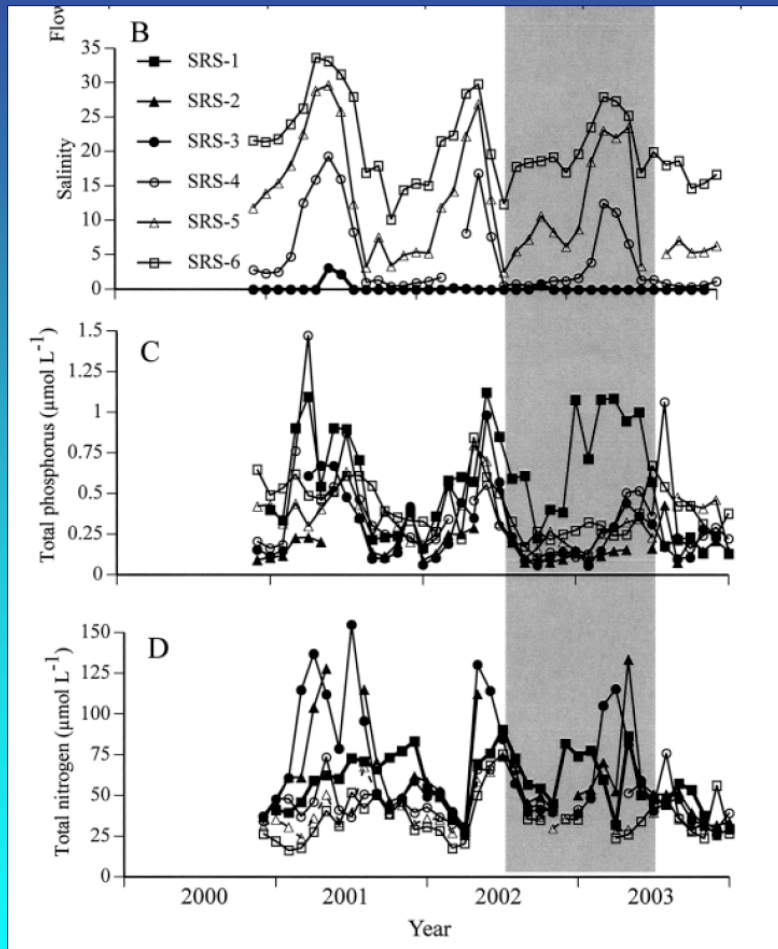 Flow
B
35
30
25
20
15
10
5
0
Salinity
SRS-1
SRS-2
SRS-3
SRS-4
SRS-5
SRS-6
C
1.5
1.25
1
0.75
0.5
0.25
0
Total phosphorus (µmol L⁻¹)
D
150
125
100
75
50
25
0
Total nitrogen (µmol L⁻¹)
2000 2001 2002 2003
Year